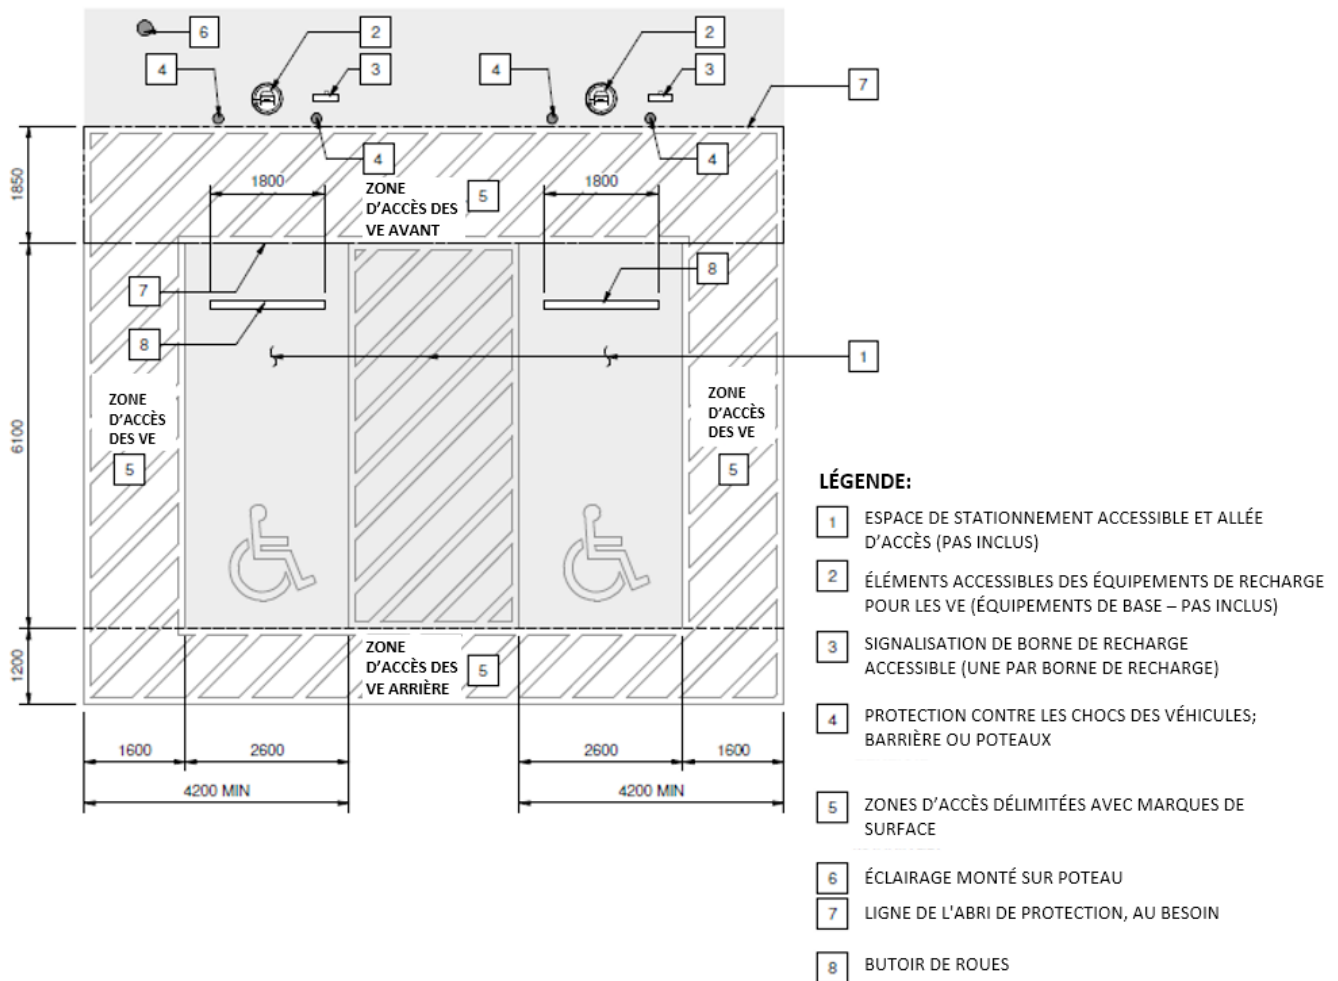 6
2
2
4
3
4
3
7
4
4
1850
1800
ZONE
D'ACCÈS DES
VE AVANT
5
1800
7
8
8
1
6100
ZONE
D'ACCÈS
DES VE
5
ZONE
D'ACCÈS
DES VE
5
1200
ZONE
D'ACCÈS DES
VE ARRIÈRE
5
1600
2600
2600
1600
4200 MIN
4200 MIN
LÉGENDE:
1 ESPACE DE STATIONNEMENT ACCESSIBLE ET ALLÉE
D'ACCÈS (PAS INCLUS)
2 ÉLÉMENTS ACCESSIBLES DES ÉQUIPEMENTS DE RECHARGE
POUR LES VE (ÉQUIPEMENTS DE BASE – PAS INCLUS)
3 SIGNALISATION DE BORNE DE RECHARGE
ACCESSIBLE (UNE PAR BORNE DE RECHARGE)
4 PROTECTION CONTRE LES CHOCS DES VÉHICULES;
BARRIÈRE OU POTEAUX
5 ZONES D'ACCÈS DÉLIMITÉES AVEC MARQUES DE
SURFACE
6 ÉCLAIRAGE MONTÉ SUR POTEAU
7 LIGNE DE L'ABRI DE PROTECTION, AU BESOIN
8 BUTOIR DE ROUES